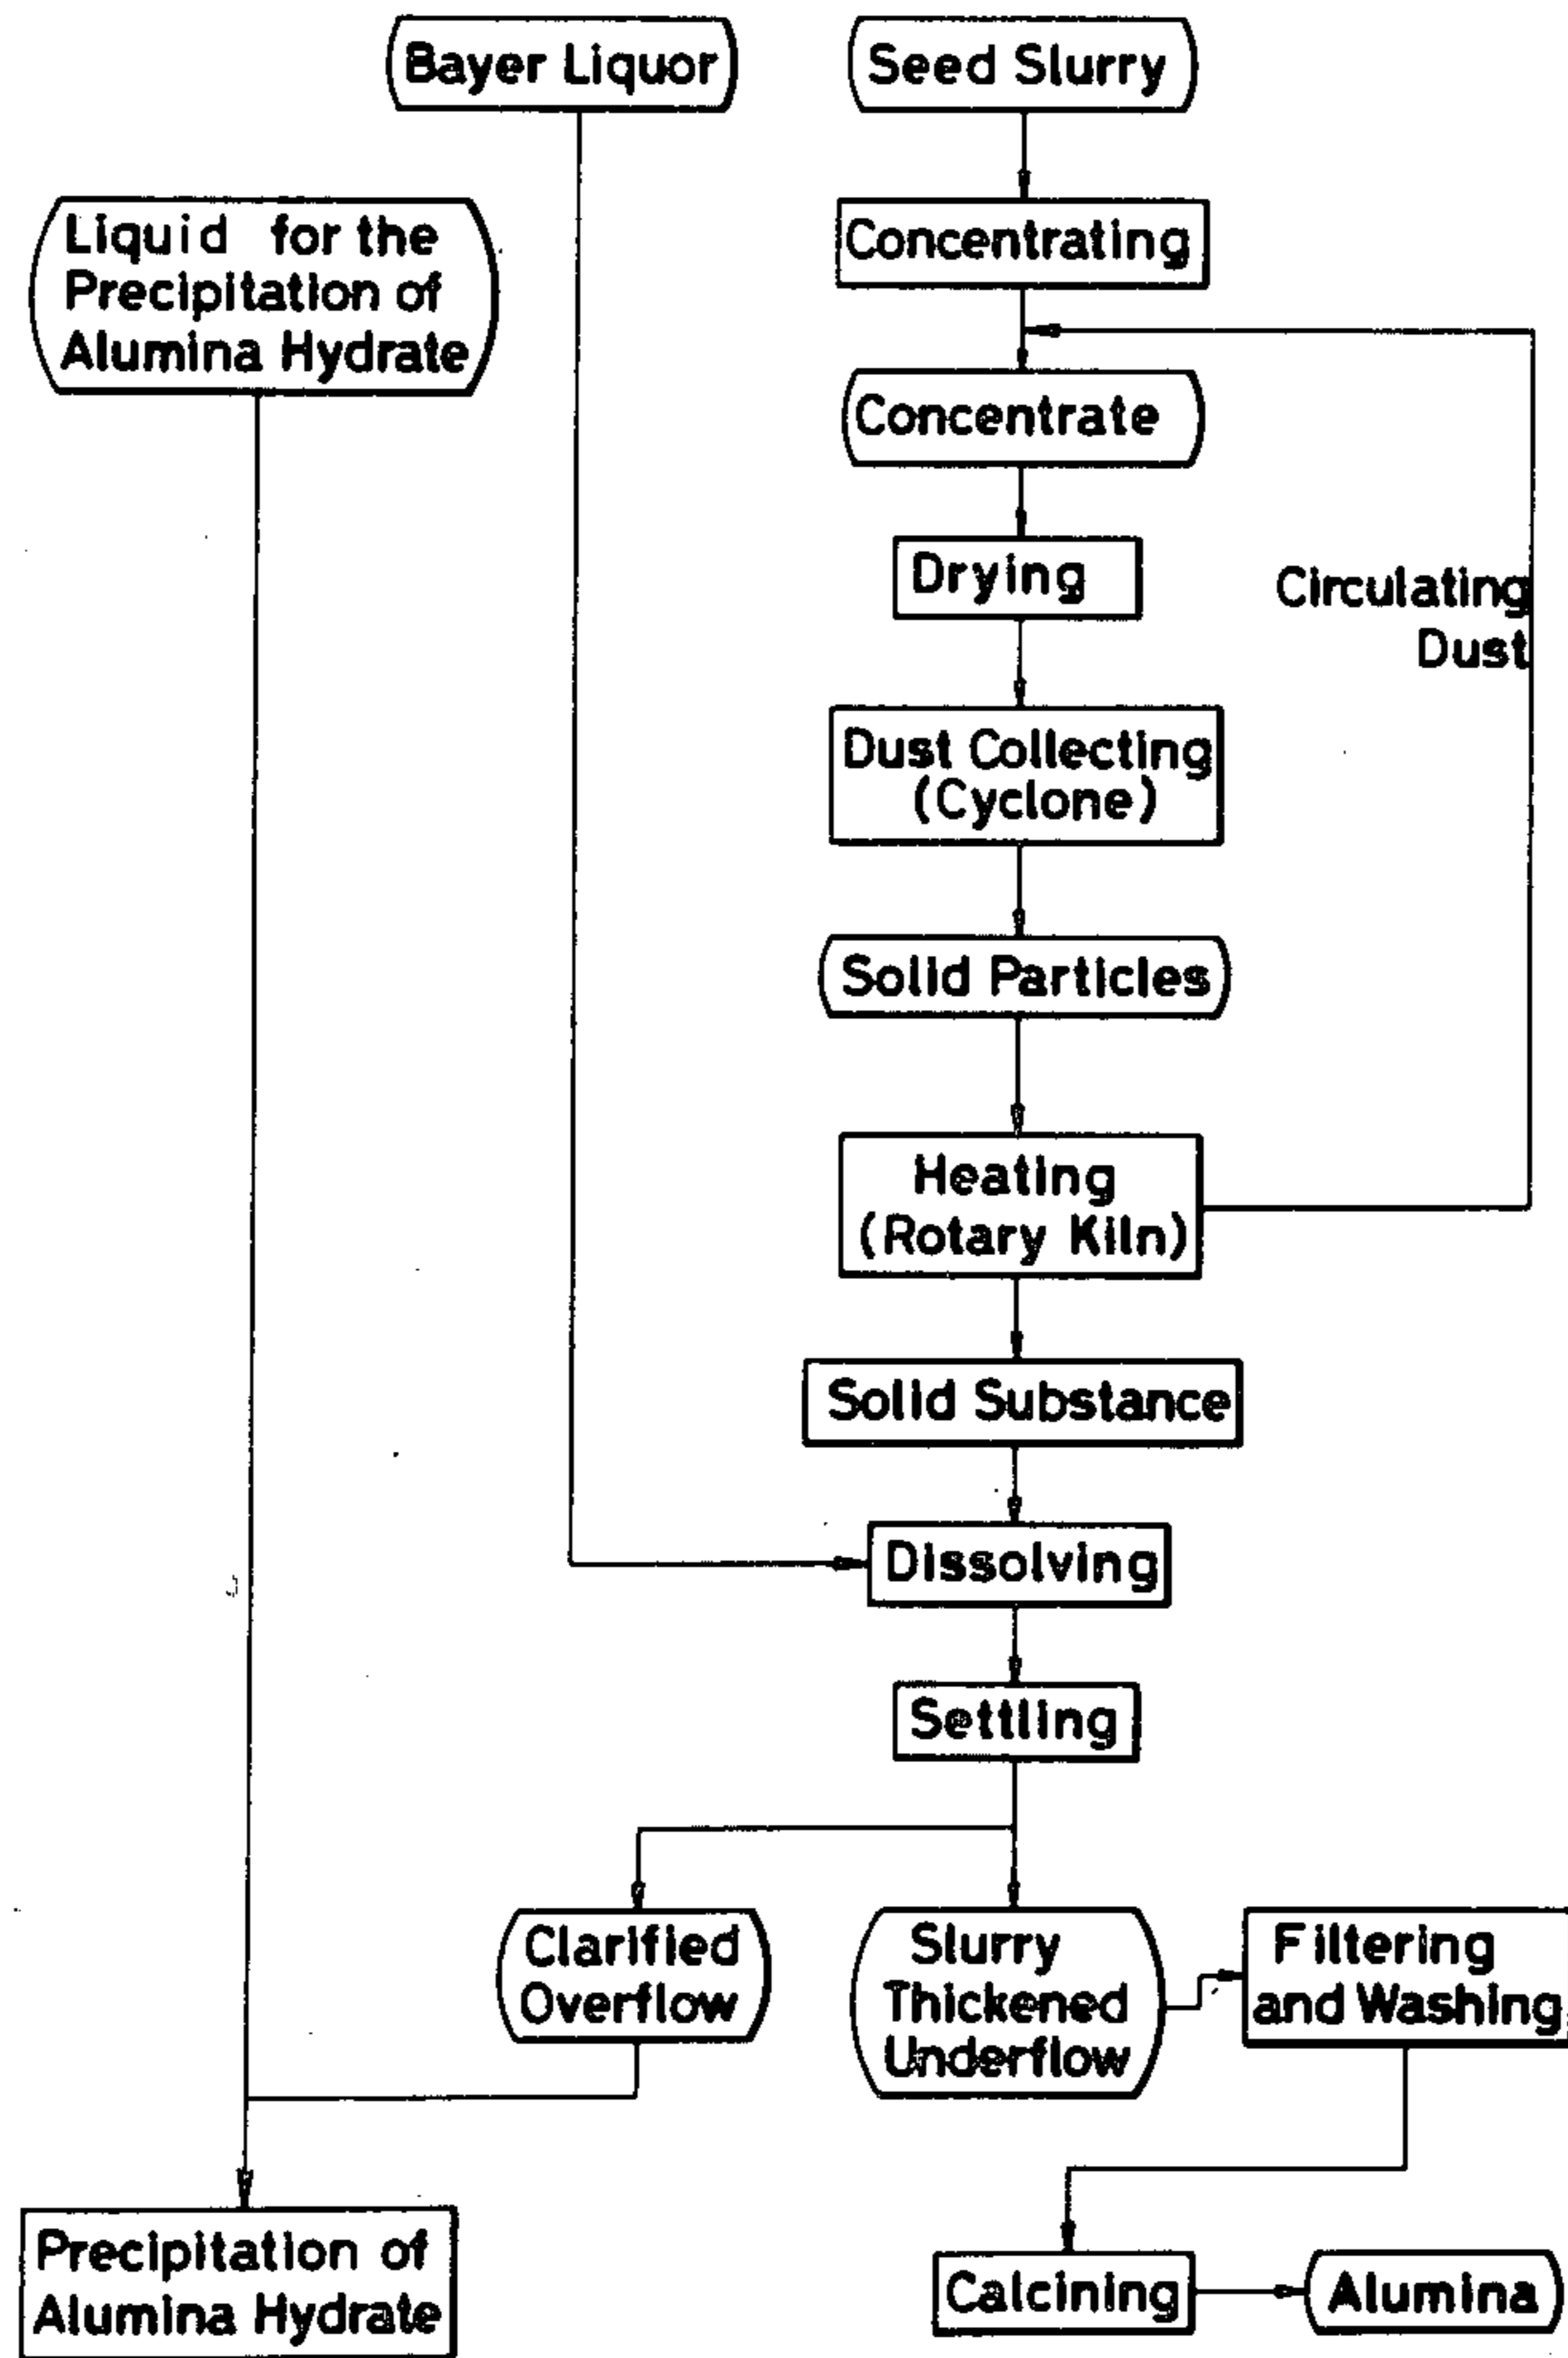 Bayer Liquor
Seed Slurry
Liquid for the
Precipitation of
Alumina Hydrate
Concentrating
Concentrate
Drying
Circulating
Dust
Dust Collecting
(Cyclone)
Solid Particles
Heating
(Rotary Kiln)
Solid Substance
Dissolving
Settling
Clarified
Overflow
Slurry
Thickened
Underflow
Filtering
and Washing
Precipitation of
Alumina Hydrate
Calcining
Alumina